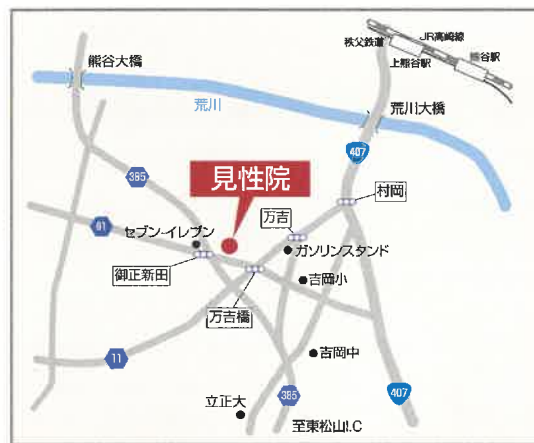 秩父鉄道
JR高崎線
上熊谷駅
熊谷駅
熊谷大橋
荒川
荒川大橋
407
385
見性院
村岡
61
セブン-イレブン
万吉
ガソリンスタンド
御正新田
吉岡小
万吉橋
11
吉岡中
385
407
立正大
至東松山I.C